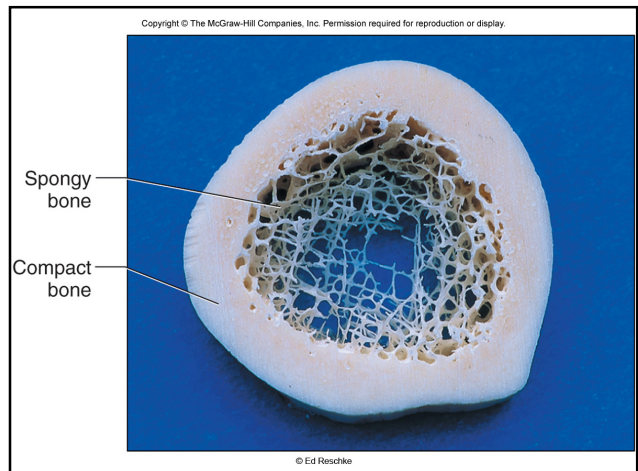 Copyright © The McGraw-Hill Companies, Inc. Permission required for reproduction or display.
Spongy
bone
Compact
bone
© Ed Reschke